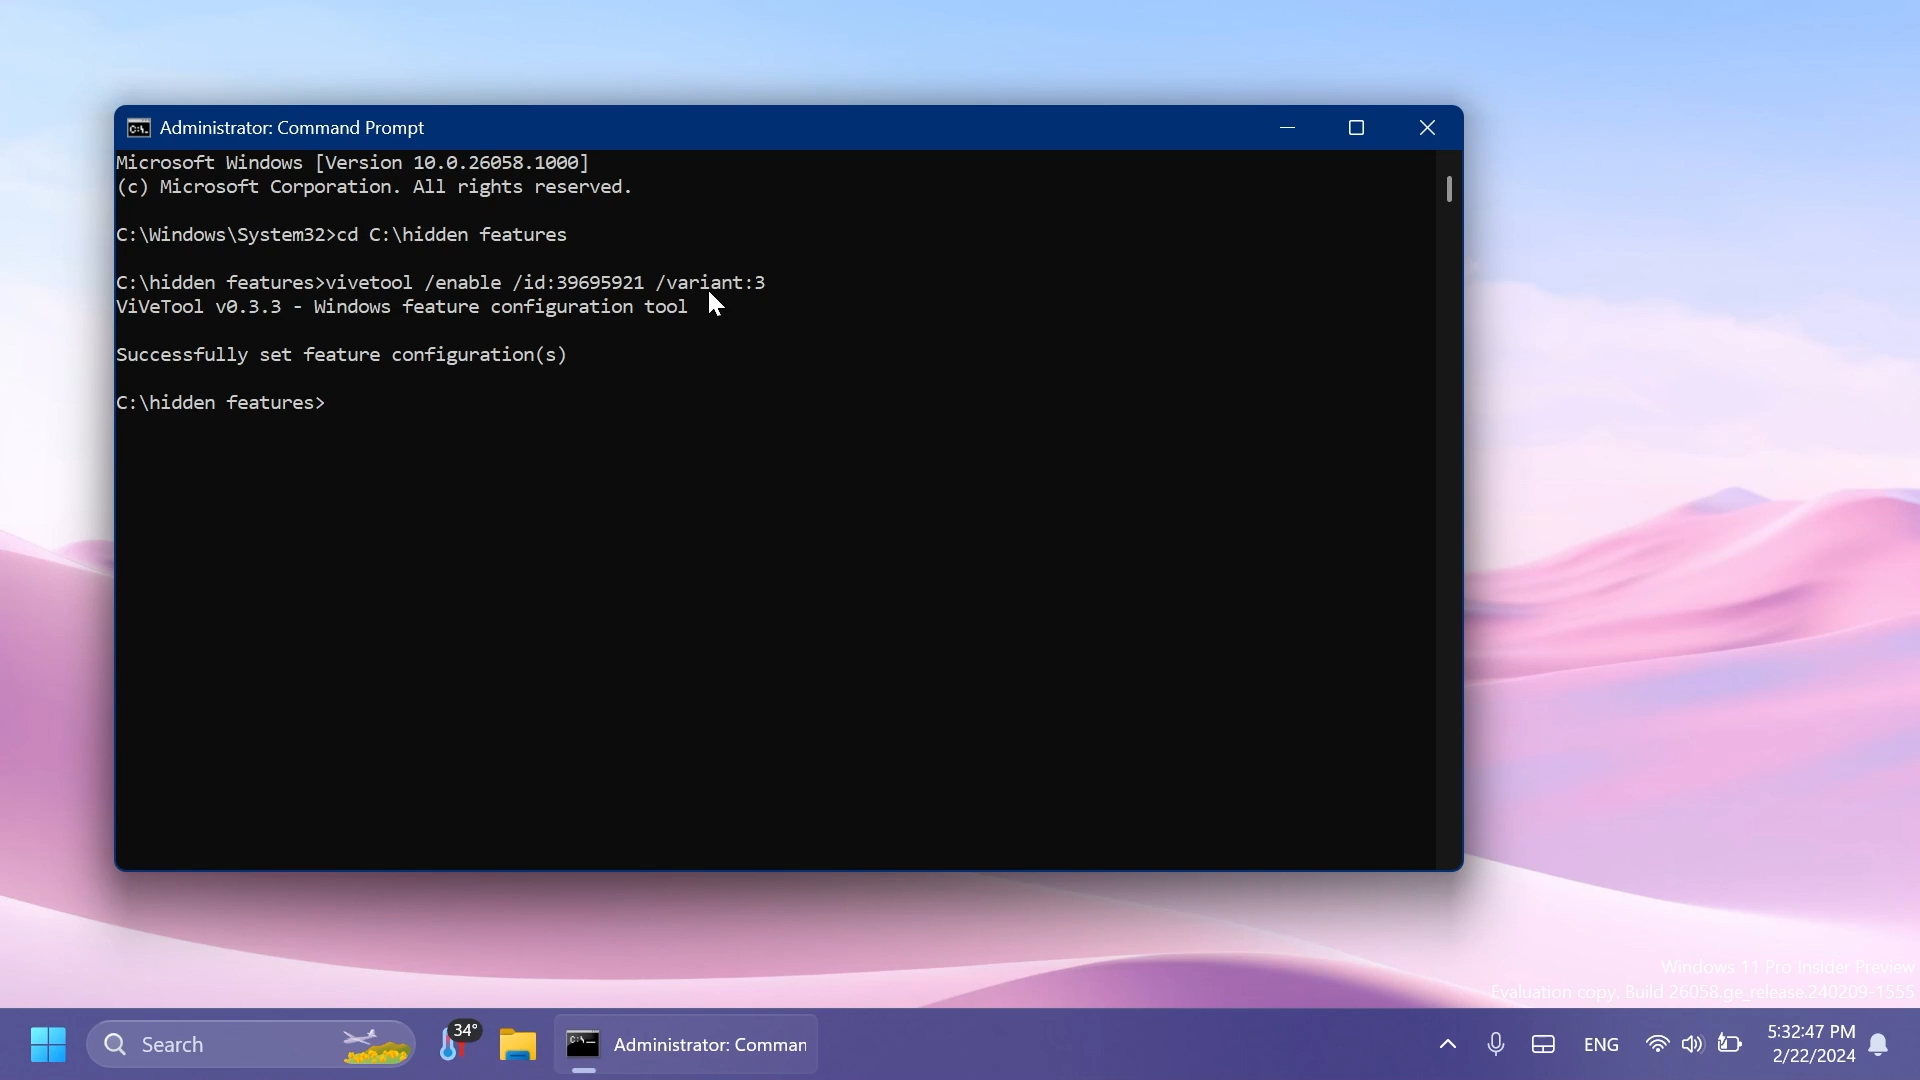 Administrator: Command Prompt
Microsoft Windows [Version 10.0.26058.1000]
(c) Microsoft Corporation. All rights reserved.
C:\Windows\System32>cd C:\hidden features
C:\hidden features>vivetool /enable /id:39695921 /variant:3
ViVeTool v0.3.3 - Windows feature configuration tool
Successfully set feature configuration(s)
C:\hidden features>
Windows 11 Pro Insider Preview
Evaluation copy. Build 26058.ge_release.240209-1555
Search
34°
Administrator: Comman
ENG
5:32:47 PM
2/22/2024